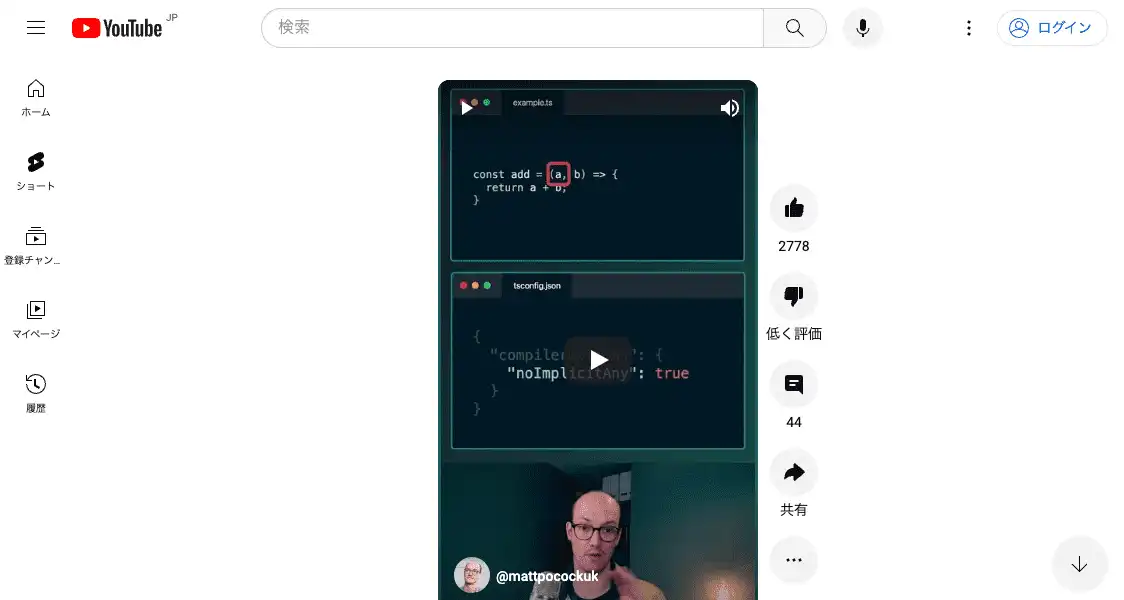 YouTube JP
検索
ログイン
ホーム
ショート
登録チャン...
マイページ
履歴
example.ts
const add = (a, b) => {
return a + b;
}
tsconfig.json
{
"compilerOptions": {
"noImplicitAny": true
}
}
@mattpocockuk
2778
低く評価
44
共有